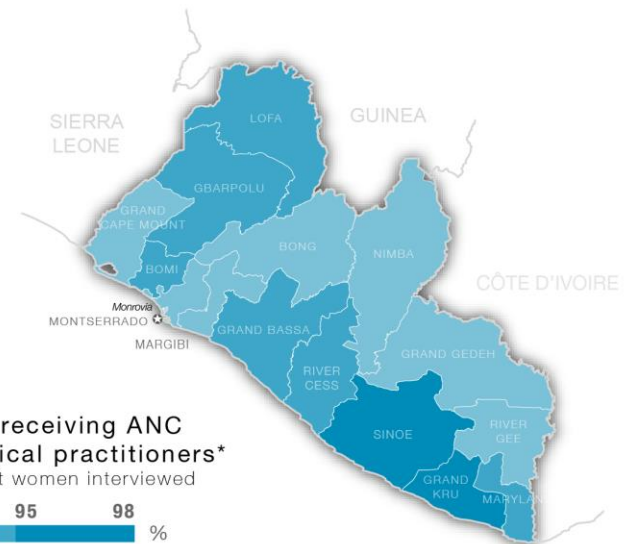 LOFA
SIERRA
LEONE
GUINEA
GBARPOLU
GRAND
CAPE MOUNT
BONG
NIMBA
BOMI
CÔTE D'IVOIRE
Monrovia
MONTSERRADO
GRAND BASSA
MARGIBI
GRAND GEDEH
RIVER
CESS
receiving ANC
RIVER
GEE
SINOE
ical practitioners*
t women interviewed
GRAND
KRU
MARYLAN
95 98
%